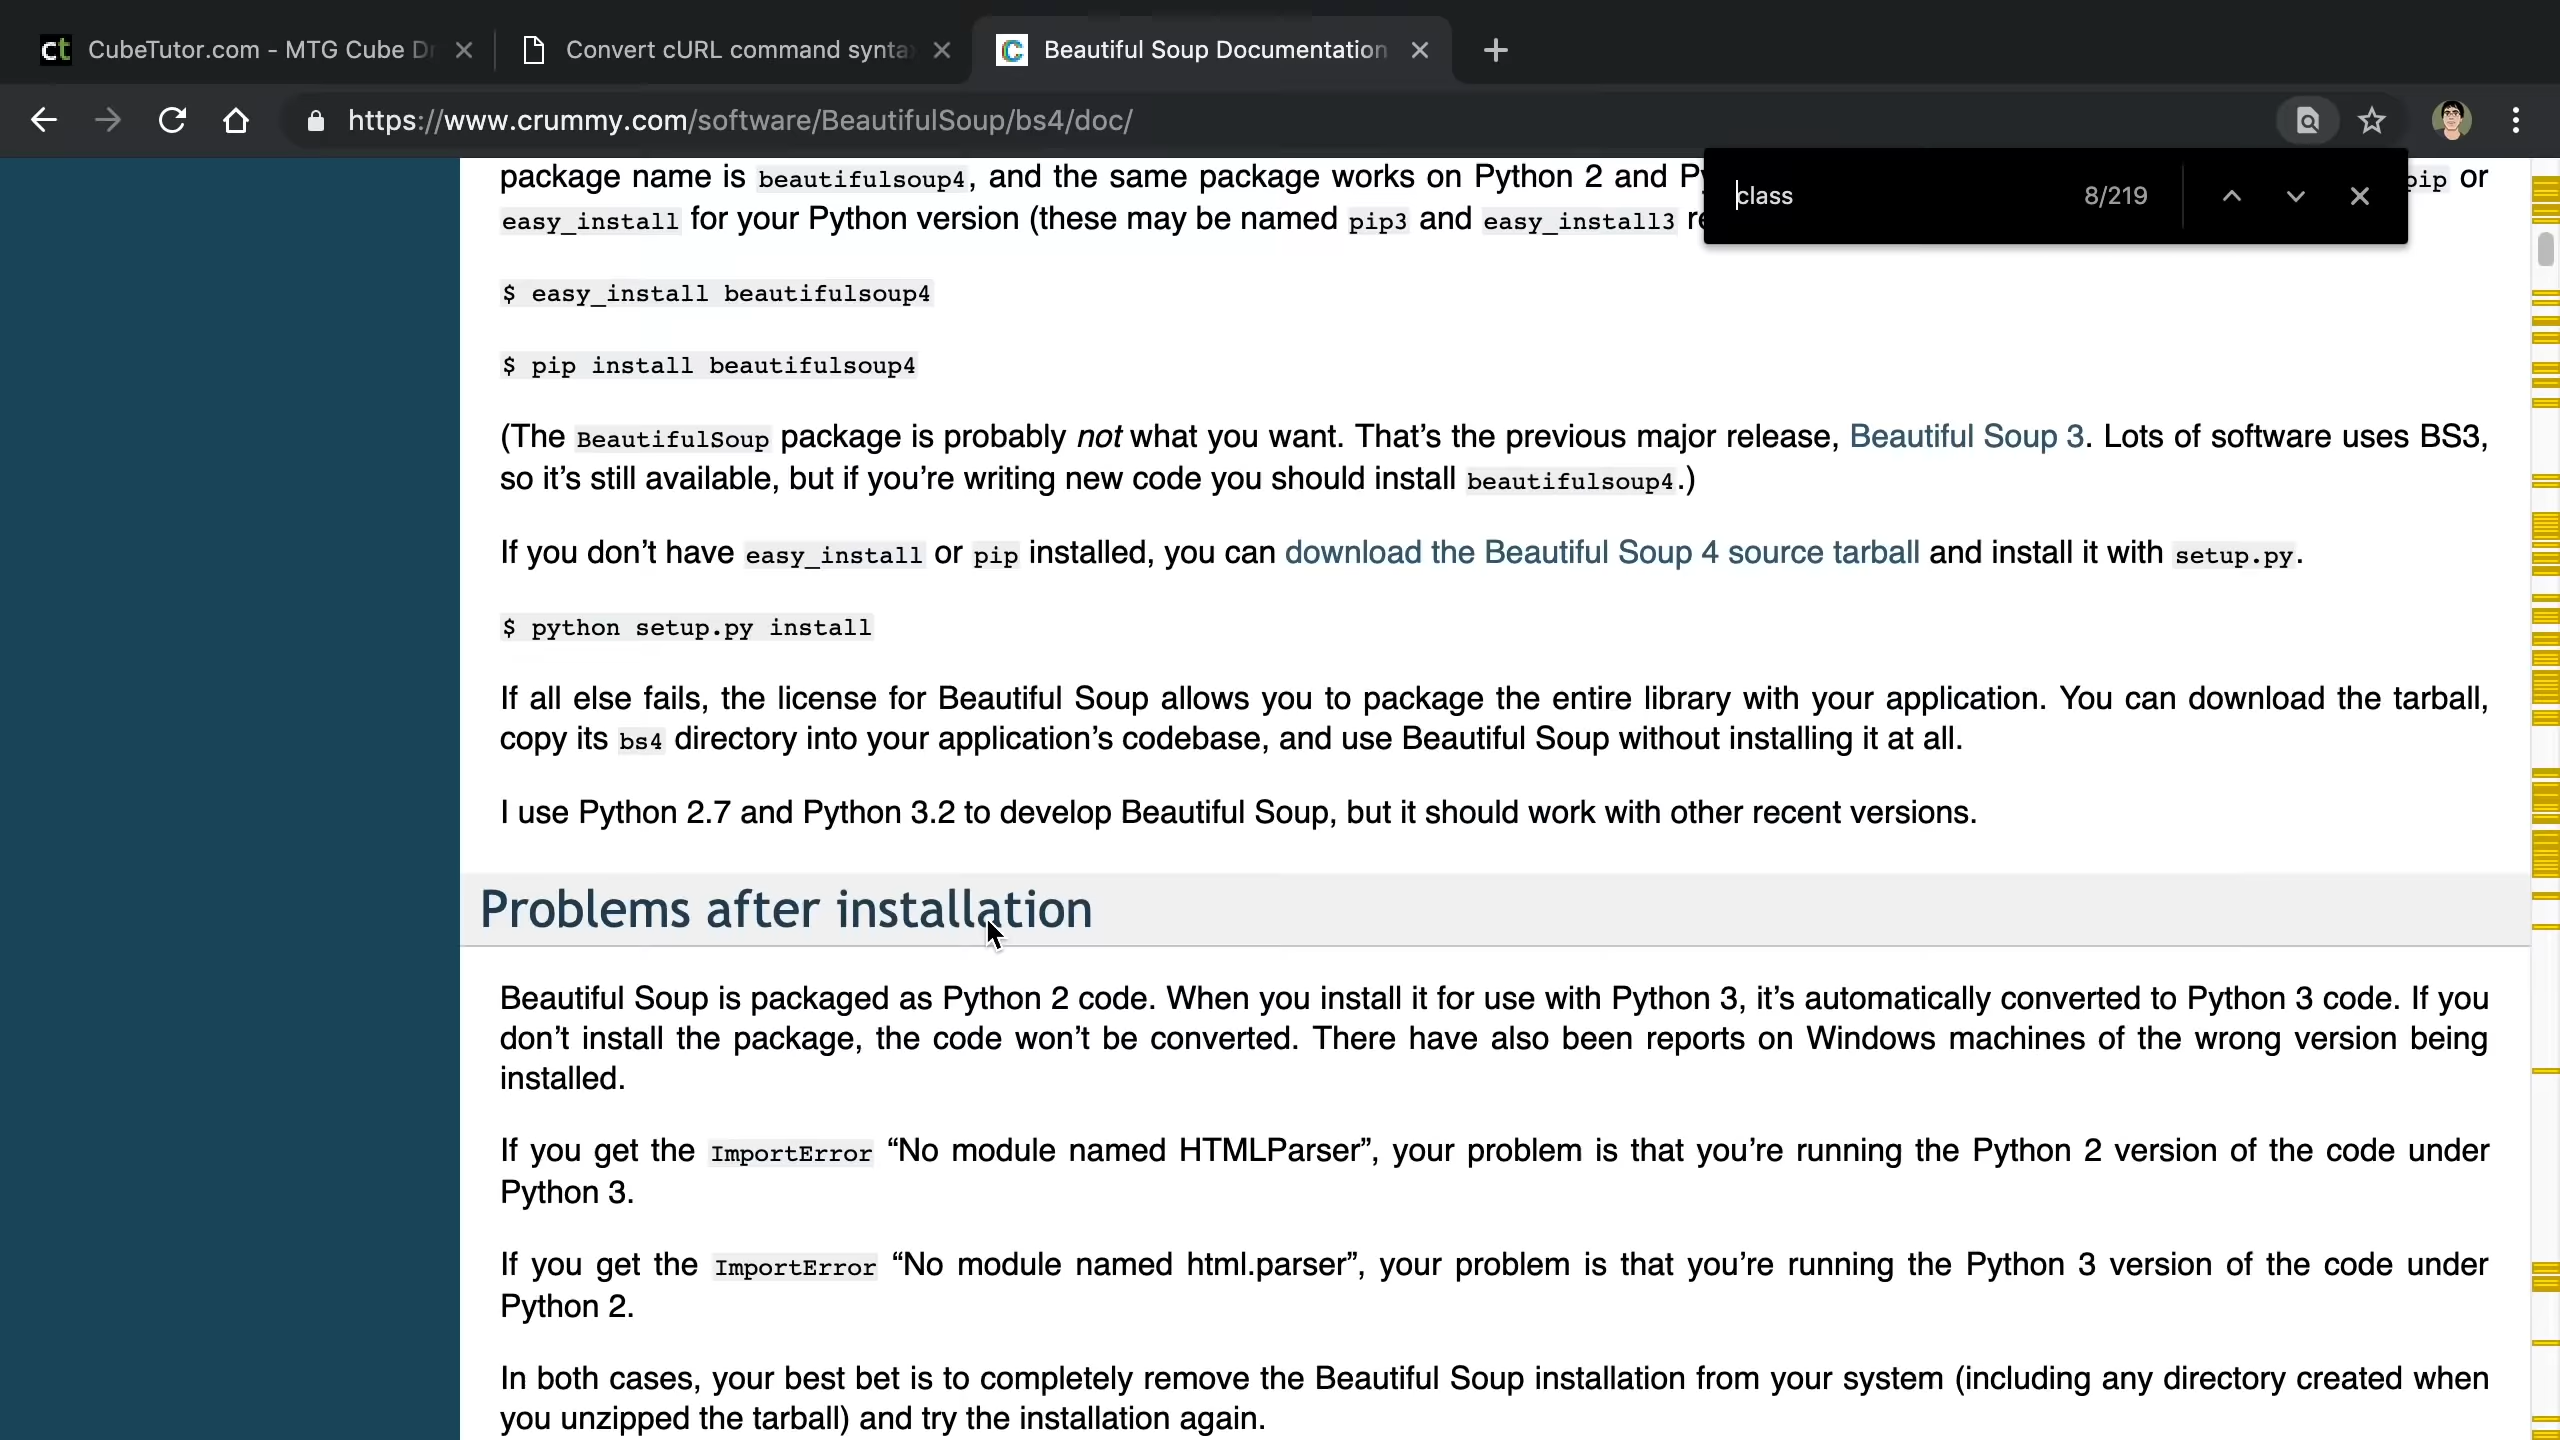 CubeTutor.com - MTG Cube Dr
Convert cURL command synta
Beautiful Soup Documentation
https://www.crummy.com/software/BeautifulSoup/bs4/doc/
class 8/219
package name is beautifulsoup4, and the same package works on Python 2 and Py pip or
easy_install for your Python version (these may be named pip3 and easy_install3 re
$ easy_install beautifulsoup4
$ pip install beautifulsoup4
(The BeautifulSoup package is probably not what you want. That’s the previous major release, Beautiful Soup 3. Lots of software uses BS3,
so it’s still available, but if you’re writing new code you should install beautifulsoup4.)
If you don’t have easy_install or pip installed, you can download the Beautiful Soup 4 source tarball and install it with setup.py.
$ python setup.py install
If all else fails, the license for Beautiful Soup allows you to package the entire library with your application. You can download the tarball,
copy its bs4 directory into your application’s codebase, and use Beautiful Soup without installing it at all.
I use Python 2.7 and Python 3.2 to develop Beautiful Soup, but it should work with other recent versions.
Problems after installation
Beautiful Soup is packaged as Python 2 code. When you install it for use with Python 3, it’s automatically converted to Python 3 code. If you
don’t install the package, the code won’t be converted. There have also been reports on Windows machines of the wrong version being
installed.
If you get the ImportError “No module named HTMLParser”, your problem is that you’re running the Python 2 version of the code under
Python 3.
If you get the ImportError “No module named html.parser”, your problem is that you’re running the Python 3 version of the code under
Python 2.
In both cases, your best bet is to completely remove the Beautiful Soup installation from your system (including any directory created when
you unzipped the tarball) and try the installation again.